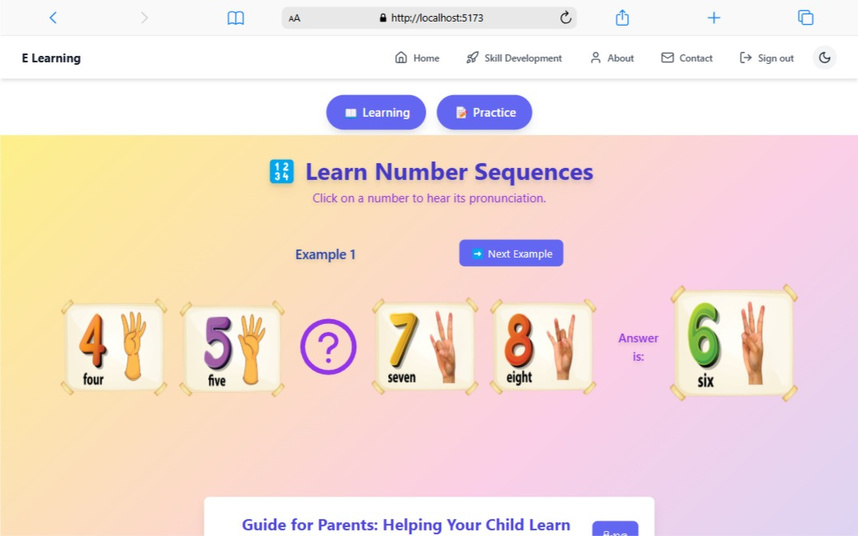 AA http://localhost:5173
E Learning Home Skill Development About Contact Sign out
Learning Practice
Learn Number Sequences
Click on a number to hear its pronunciation.
Example 1 Next Example
4 four
5 five
?
7 seven
8 eight
Answer
is:
6 six
Guide for Parents: Helping Your Child Learn